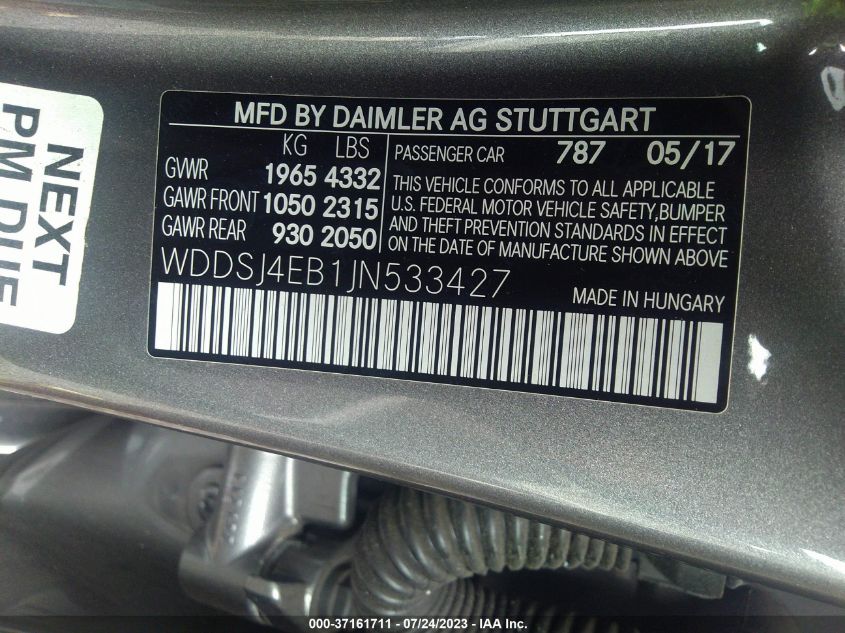 NEXT
PM DUE
MFD BY DAIMLER AG STUTTGART
KG LBS
GVWR 1965 4332
GAWR FRONT 1050 2315
GAWR REAR 930 2050
PASSENGER CAR 787 05/17
THIS VEHICLE CONFORMS TO ALL APPLICABLE
U.S. FEDERAL MOTOR VEHICLE SAFETY,BUMPER
AND THEFT PREVENTION STANDARDS IN EFFECT
ON THE DATE OF MANUFACTURE SHOWN ABOVE
WDDSJ4EB1JN533427
MADE IN HUNGARY
000-37161711 - 07/24/2023 - IAA Inc.